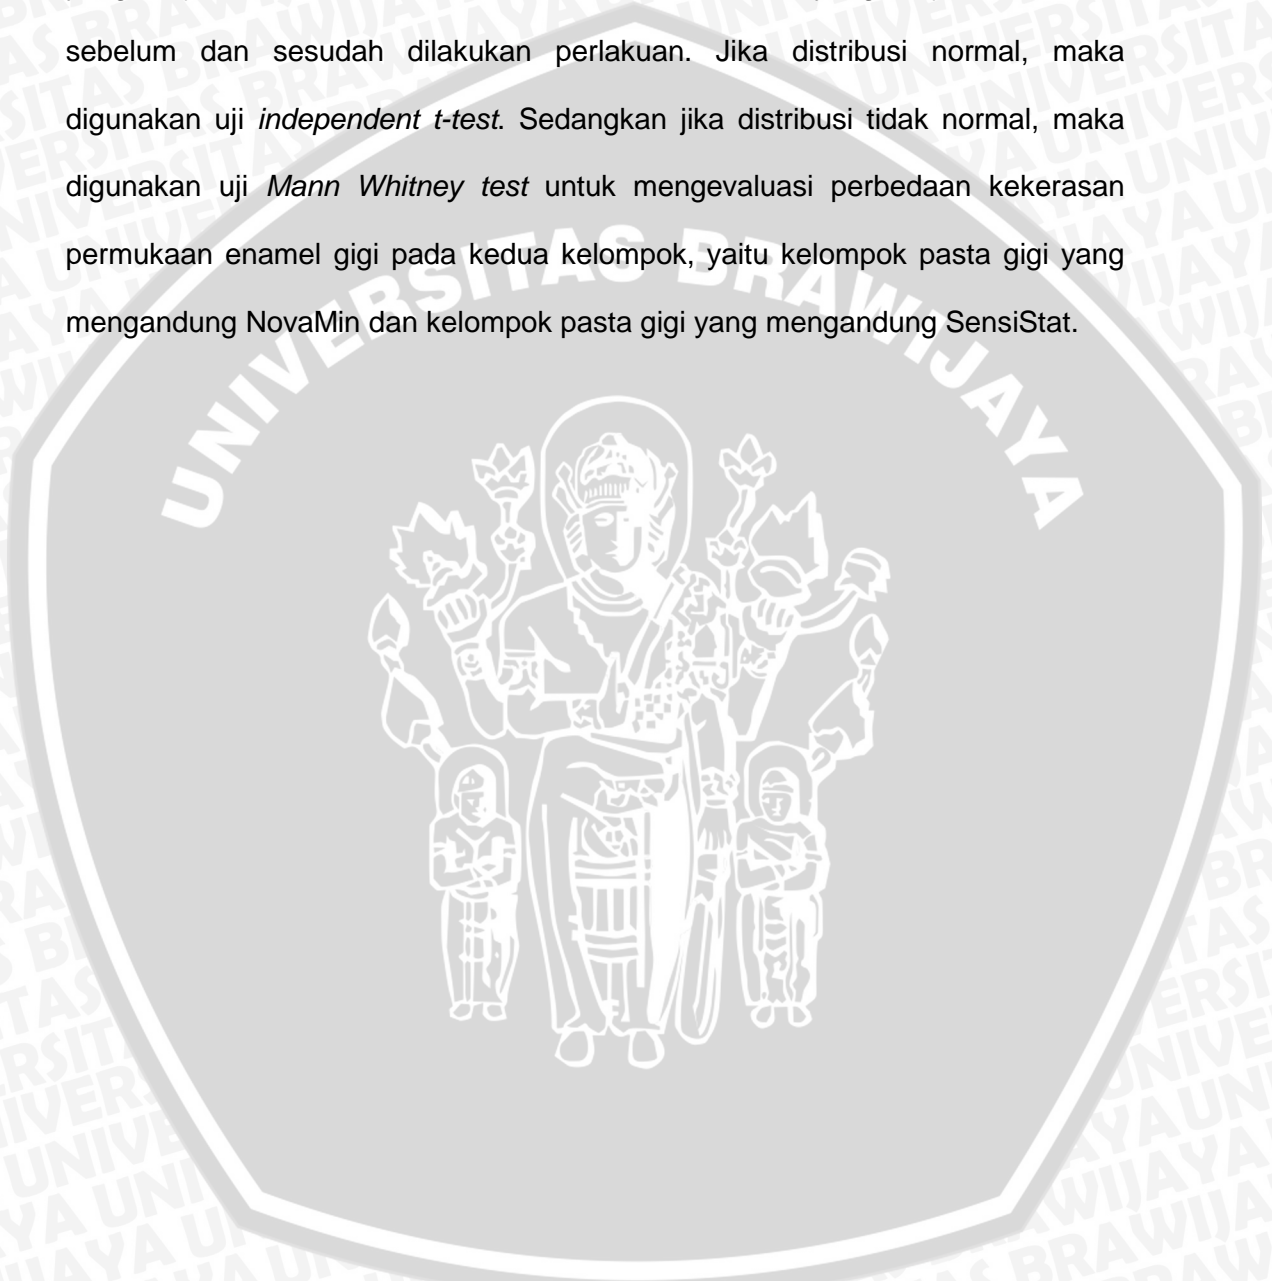 sebelum dan sesudah dilakukan perlakuan. Jika distribusi normal, maka
digunakan uji independent t-test. Sedangkan jika distribusi tidak normal, maka
digunakan uji Mann Whitney test untuk mengevaluasi perbedaan kekerasan
permukaan enamel gigi pada kedua kelompok, yaitu kelompok pasta gigi yang
mengandung NovaMin dan kelompok pasta gigi yang mengandung SensiStat.
UNIVERSITAS BRAWIJAYA